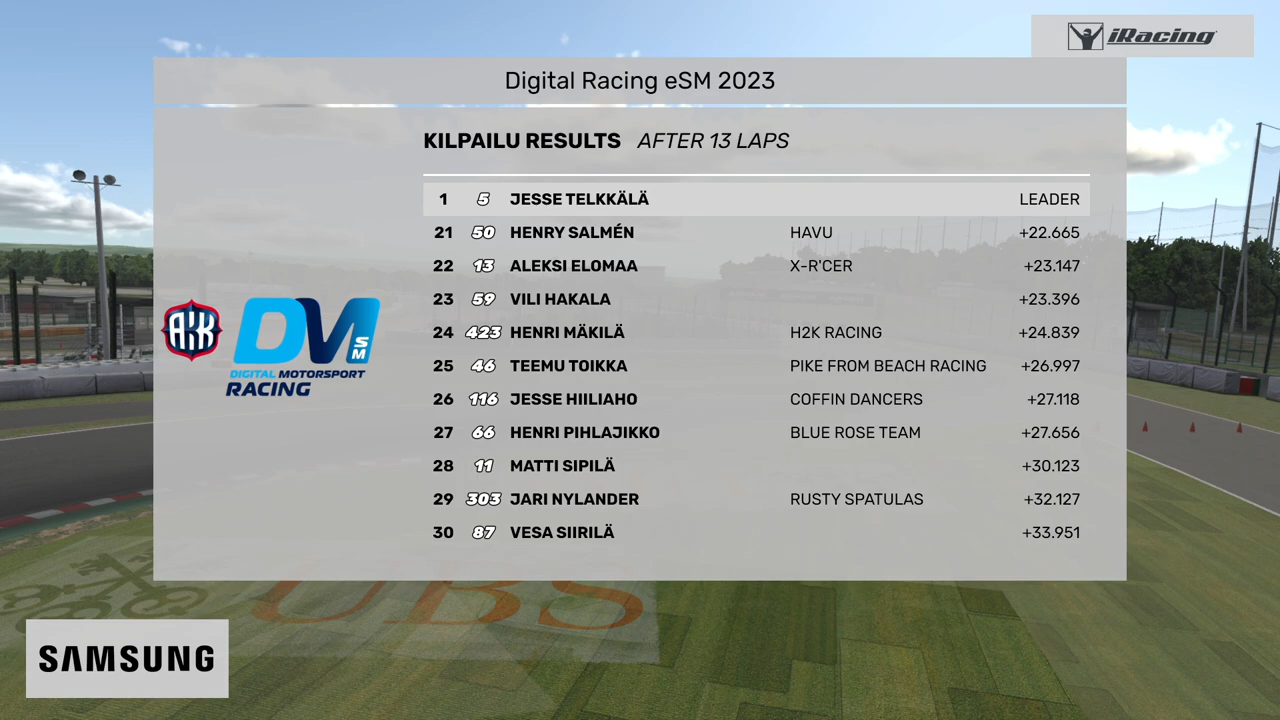 iRacing
Digital Racing eSM 2023
KILPAILU RESULTS AFTER 13 LAPS
1 5 JESSE TELKKÄLÄ LEADER
21 50 HENRY SALMÉN HAVU +22.665
22 13 ALEKSI ELOMAA X-R'CER +23.147
23 59 VILI HAKALA +23.396
24 423 HENRI MÄKILÄ H2K RACING +24.839
25 46 TEEMU TOIKKA PIKE FROM BEACH RACING +26.997
26 116 JESSE HIILIAHO COFFIN DANCERS +27.118
27 66 HENRI PIHLAJIKKO BLUE ROSE TEAM +27.656
28 11 MATTI SIPILÄ +30.123
29 303 JARI NYLANDER RUSTY SPATULAS +32.127
30 87 VESA SIIRILÄ +33.951
AKK
DM SM
DIGITAL MOTORSPORT
RACING
UBS
SAMSUNG